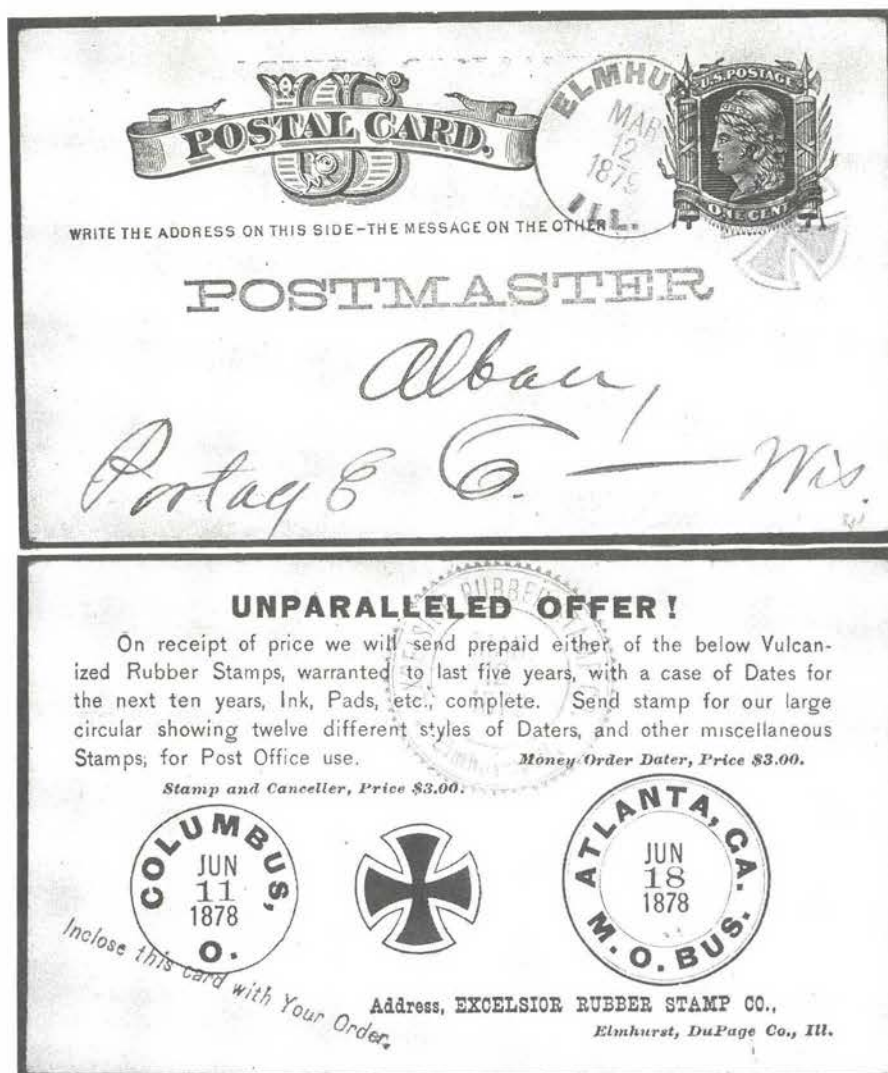 US
POSTAL CARD.
U.S. POSTAGE
ONE CENT
ELMHU
MAR
12
1879
ILL.
WRITE THE ADDRESS ON THIS SIDE–THE MESSAGE ON THE OTHER
POSTMASTER
Alban,
Portage C. — Wis.
UNPARALLELED OFFER!
On receipt of price we will send prepaid either of the below Vulcan-
ized Rubber Stamps, warranted to last five years, with a case of Dates for
the next ten years, Ink, Pads, etc., complete. Send stamp for our large
circular showing twelve different styles of Daters, and other miscellaneous
Stamps, for Post Office use. Money Order Dater, Price $3.00.
Stamp and Canceller, Price $3.00.
COLUMBUS,
JUN
11
1878
O.
ATLANTA, GA.
JUN
18
1878
M. O. BUS.
Inclose this card with Your Order.
Address, EXCELSIOR RUBBER STAMP CO.,
Elmhurst, DuPage Co., Ill.